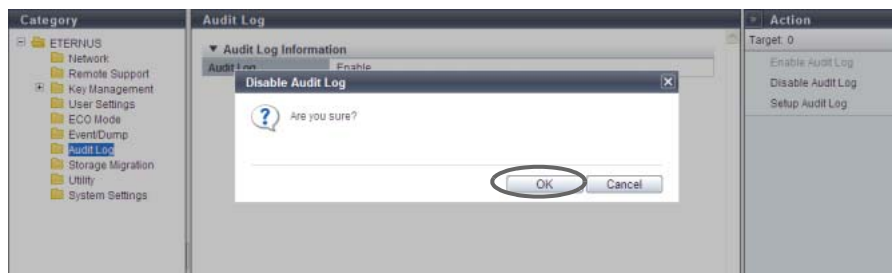 Category
ETERNUS
Network
Remote Support
Key Management
User Settings
ECO Mode
Event/Dump
Audit Log
Storage Migration
Utility
System Settings
Audit Log
Audit Log Information
Audit Log Enable
Disable Audit Log
Are you sure?
OK Cancel
Action
Target: 0
Enable Audit Log
Disable Audit Log
Setup Audit Log